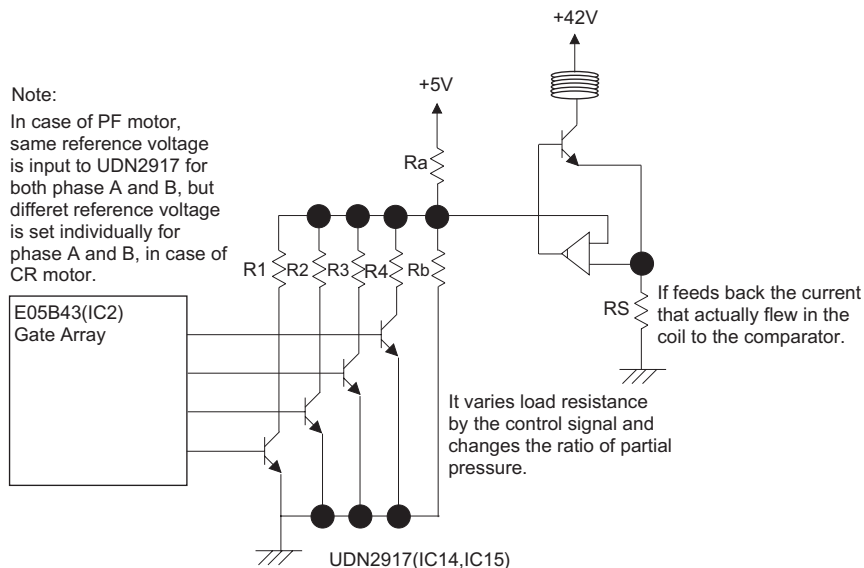 +42V
+5V
Note:
In case of PF motor,
same reference voltage
is input to UDN2917 for
both phase A and B, but
differet reference voltage
is set individually for
phase A and B, in case of
CR motor.
Ra
R1 R2 R3 R4 Rb
E05B43(IC2)
Gate Array
RS
If feeds back the current
that actually flew in the
coil to the comparator.
It varies load resistance
by the control signal and
changes the ratio of partial
pressure.
UDN2917(IC14,IC15)